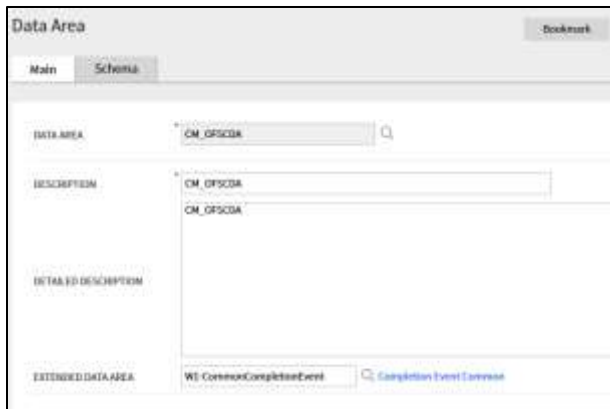 Data Area
Bookmark
Main Schema
DATA AREA * CM_OFSCDA
DESCRIPTION * CM_OFSCDA
CM_OFSCDA
DETAILED DESCRIPTION
EXTENDED DATA AREA W1-CommonCompletionEvent Completion Event Common